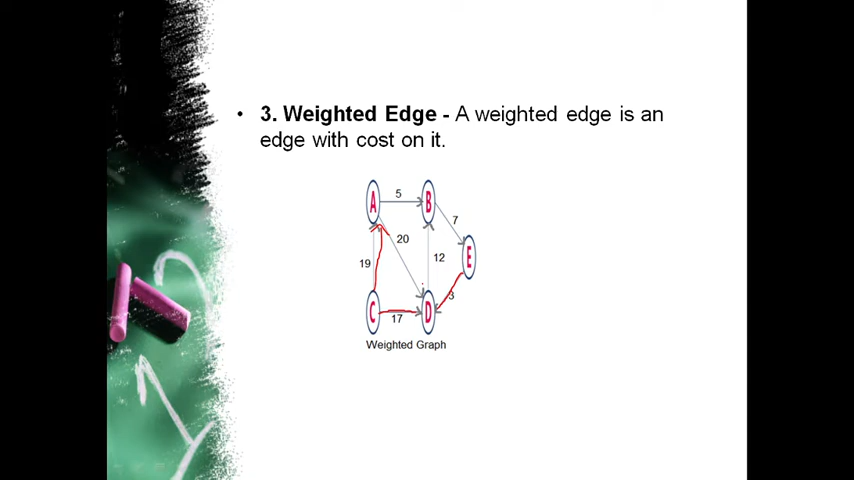 • 3. Weighted Edge - A weighted edge is an
edge with cost on it.
A 5 B
7
20
19 12 E
3
C 17 D
Weighted Graph